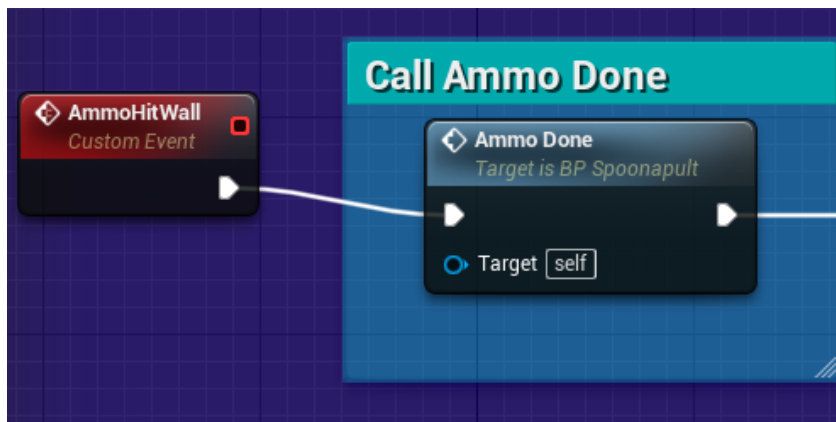 AmmoHitWall
Custom Event
Call Ammo Done
Ammo Done
Target is BP Spoonapult
Target self